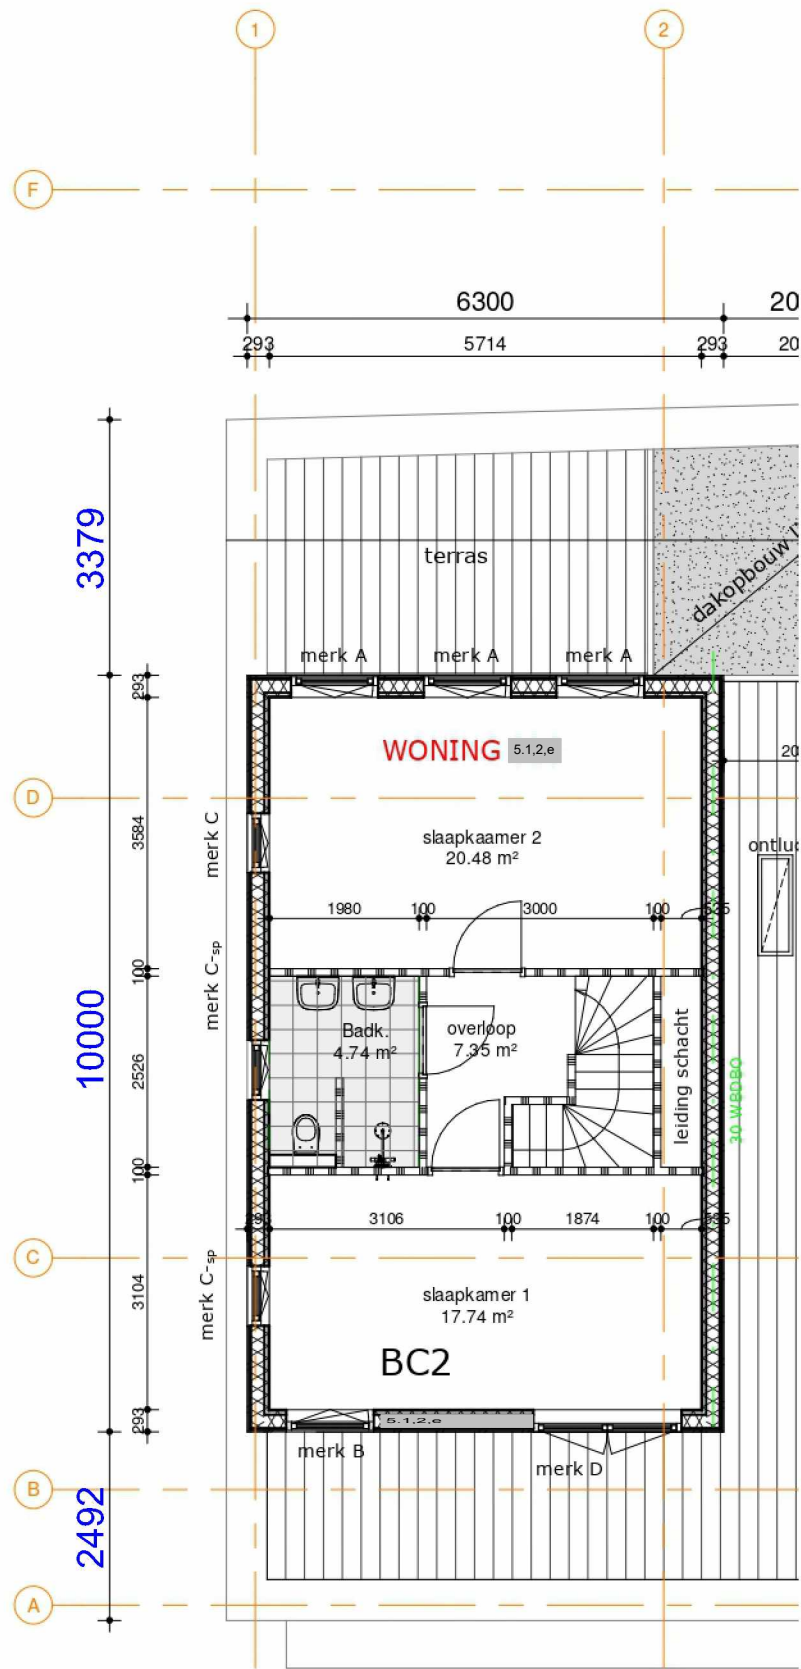 1
2
F
6300
20
293
5714
293
20
3379
terras
dakopbouw
merk A
merk A
merk A
293
WONING
5.1,2,e
20
D
3584
merk C
slaapkaamer 2
20.48 m²
ontluc
1980
100
3000
100
535
merk C-sp
100
10000
2526
Badk.
4.74 m²
overloop
7.35 m²
leiding schacht
30 WBDBO
100
293
3106
100
1874
100
535
C
merk C-sp
3104
slaapkamer 1
17.74 m²
BC2
293
5.1,2,e
merk B
merk D
B
2492
A